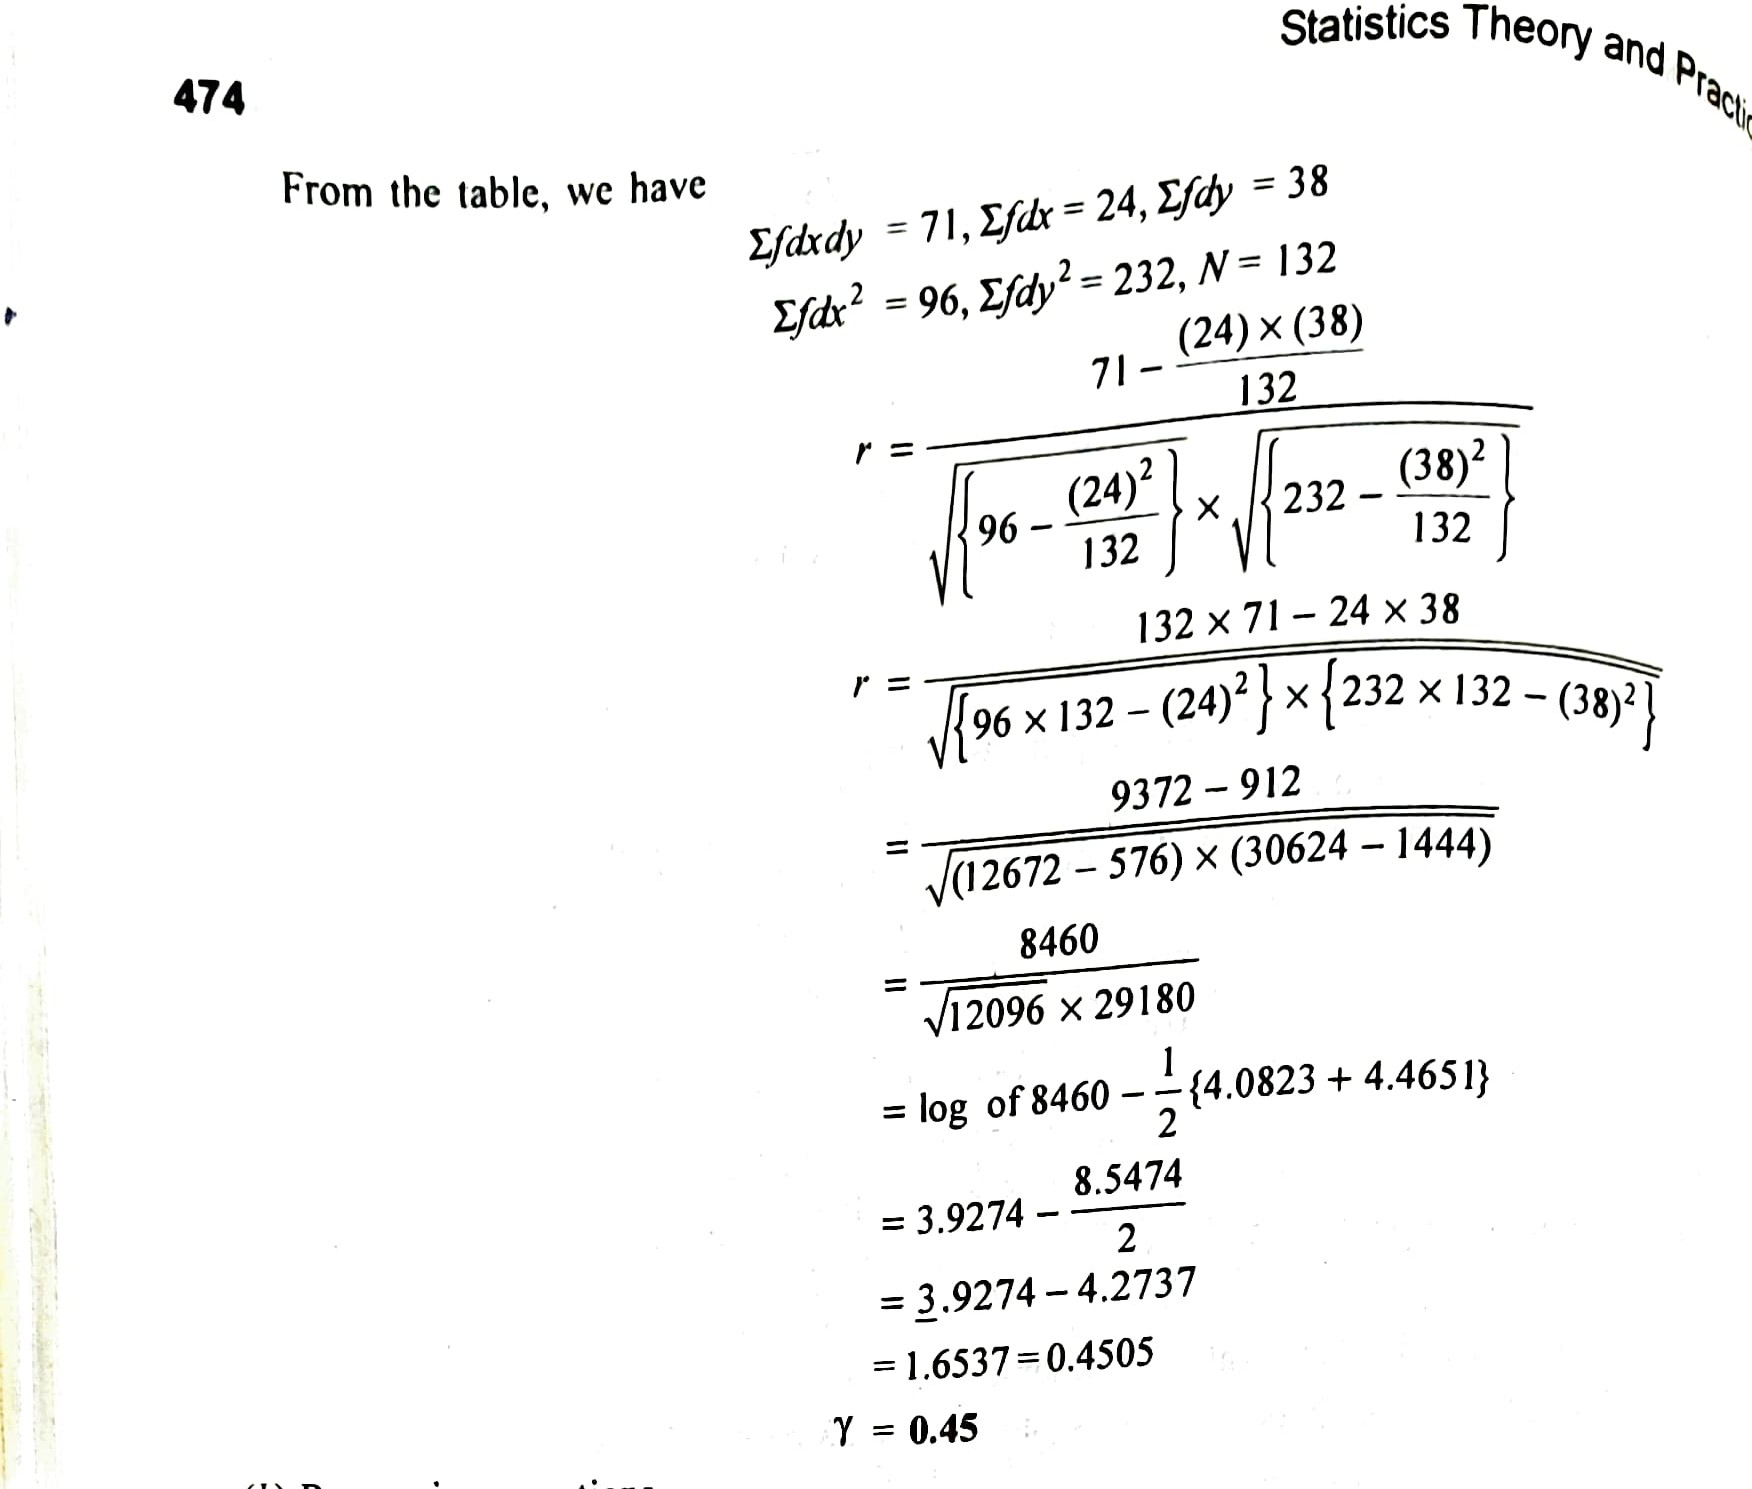 Statistics Theory and Practic
474
From the table, we have
Σfdxdy = 71, Σfdx = 24, Σfdy = 38
Σfdx² = 96, Σfdy² = 232, N = 132
r = (71 − (24) × (38) / 132) / (√{96 − (24)² / 132} × √{232 − (38)² / 132})
r = (132 × 71 − 24 × 38) / √({96 × 132 − (24)²} × {232 × 132 − (38)²})
= (9372 − 912) / √((12672 − 576) × (30624 − 1444))
= 8460 / (√12096 × 29180)
= log of 8460 − 1/2 {4.0823 + 4.4651}
= 3.9274 − 8.5474 / 2
= 3.9274 − 4.2737
= 1.6537 = 0.4505
γ = 0.45